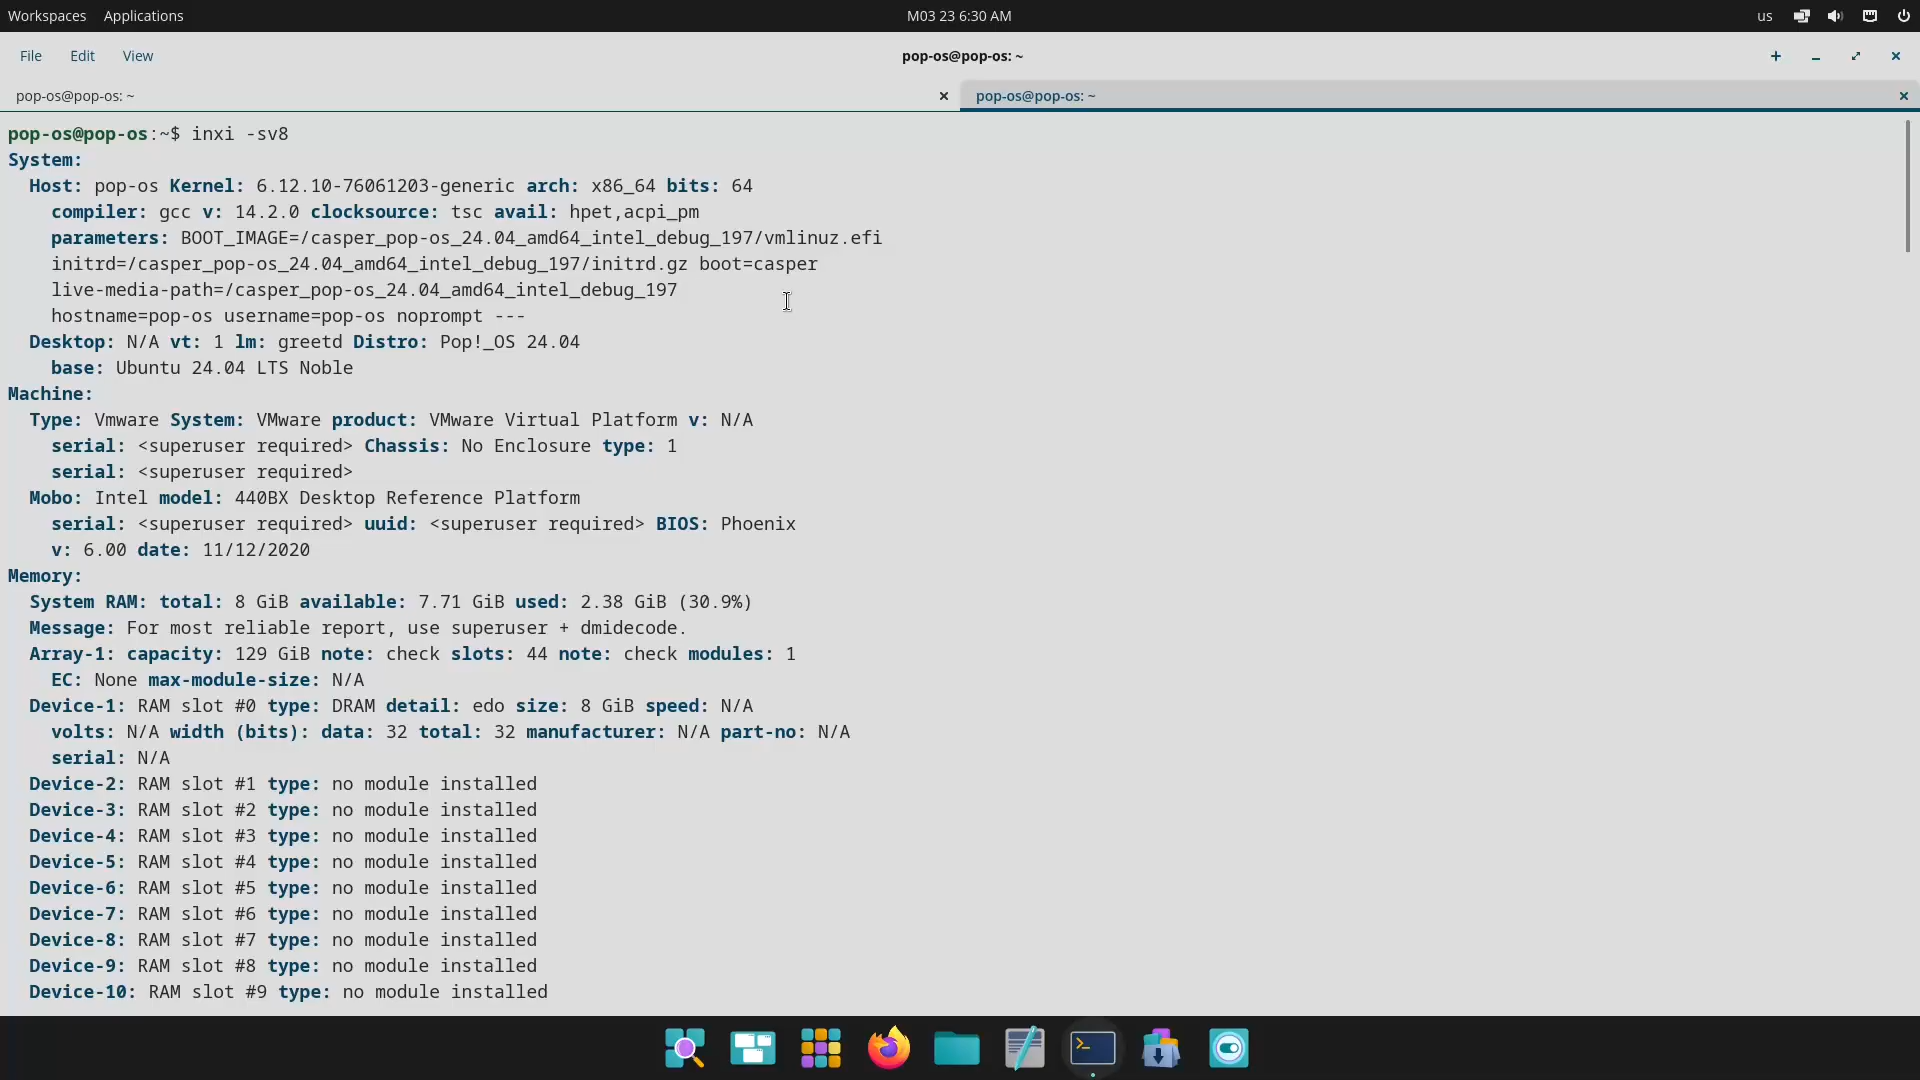 Workspaces Applications M03 23 6:30 AM us
File Edit View pop-os@pop-os: ~
pop-os@pop-os: ~ pop-os@pop-os: ~
pop-os@pop-os:~$ inxi -sv8
System:
Host: pop-os Kernel: 6.12.10-76061203-generic arch: x86_64 bits: 64
compiler: gcc v: 14.2.0 clocksource: tsc avail: hpet,acpi_pm
parameters: BOOT_IMAGE=/casper_pop-os_24.04_amd64_intel_debug_197/vmlinuz.efi
initrd=/casper_pop-os_24.04_amd64_intel_debug_197/initrd.gz boot=casper
live-media-path=/casper_pop-os_24.04_amd64_intel_debug_197
hostname=pop-os username=pop-os noprompt ---
Desktop: N/A vt: 1 lm: greetd Distro: Pop!_OS 24.04
base: Ubuntu 24.04 LTS Noble
Machine:
Type: Vmware System: VMware product: VMware Virtual Platform v: N/A
serial: <superuser required> Chassis: No Enclosure type: 1
serial: <superuser required>
Mobo: Intel model: 440BX Desktop Reference Platform
serial: <superuser required> uuid: <superuser required> BIOS: Phoenix
v: 6.00 date: 11/12/2020
Memory:
System RAM: total: 8 GiB available: 7.71 GiB used: 2.38 GiB (30.9%)
Message: For most reliable report, use superuser + dmidecode.
Array-1: capacity: 129 GiB note: check slots: 44 note: check modules: 1
EC: None max-module-size: N/A
Device-1: RAM slot #0 type: DRAM detail: edo size: 8 GiB speed: N/A
volts: N/A width (bits): data: 32 total: 32 manufacturer: N/A part-no: N/A
serial: N/A
Device-2: RAM slot #1 type: no module installed
Device-3: RAM slot #2 type: no module installed
Device-4: RAM slot #3 type: no module installed
Device-5: RAM slot #4 type: no module installed
Device-6: RAM slot #5 type: no module installed
Device-7: RAM slot #6 type: no module installed
Device-8: RAM slot #7 type: no module installed
Device-9: RAM slot #8 type: no module installed
Device-10: RAM slot #9 type: no module installed